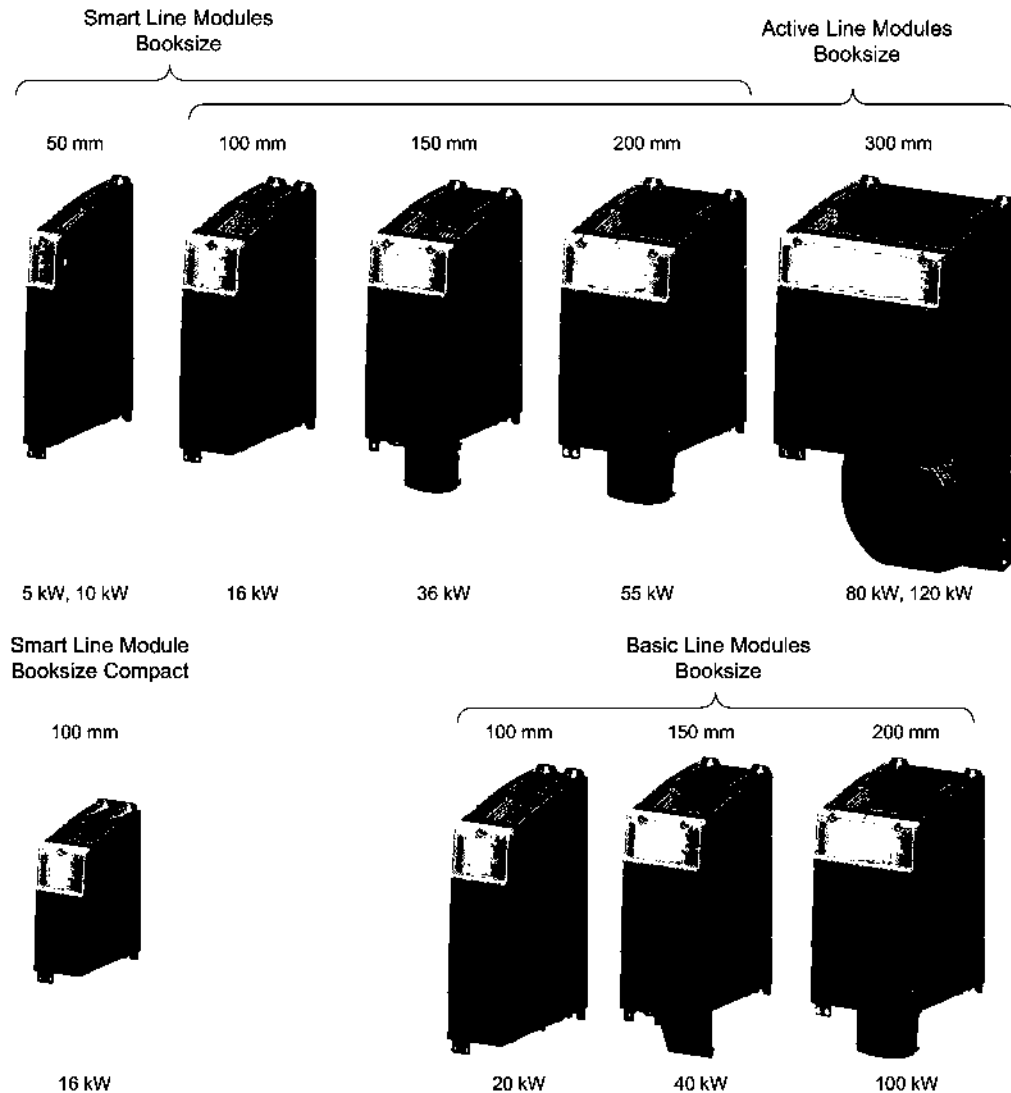 Smart Line Modules
Booksize
Active Line Modules
Booksize
50 mm
100 mm
150 mm
200 mm
300 mm
5 kW, 10 kW
16 kW
36 kW
55 kW
80 kW, 120 kW
Smart Line Module
Booksize Compact
Basic Line Modules
Booksize
100 mm
100 mm
150 mm
200 mm
16 kW
20 kW
40 kW
100 kW